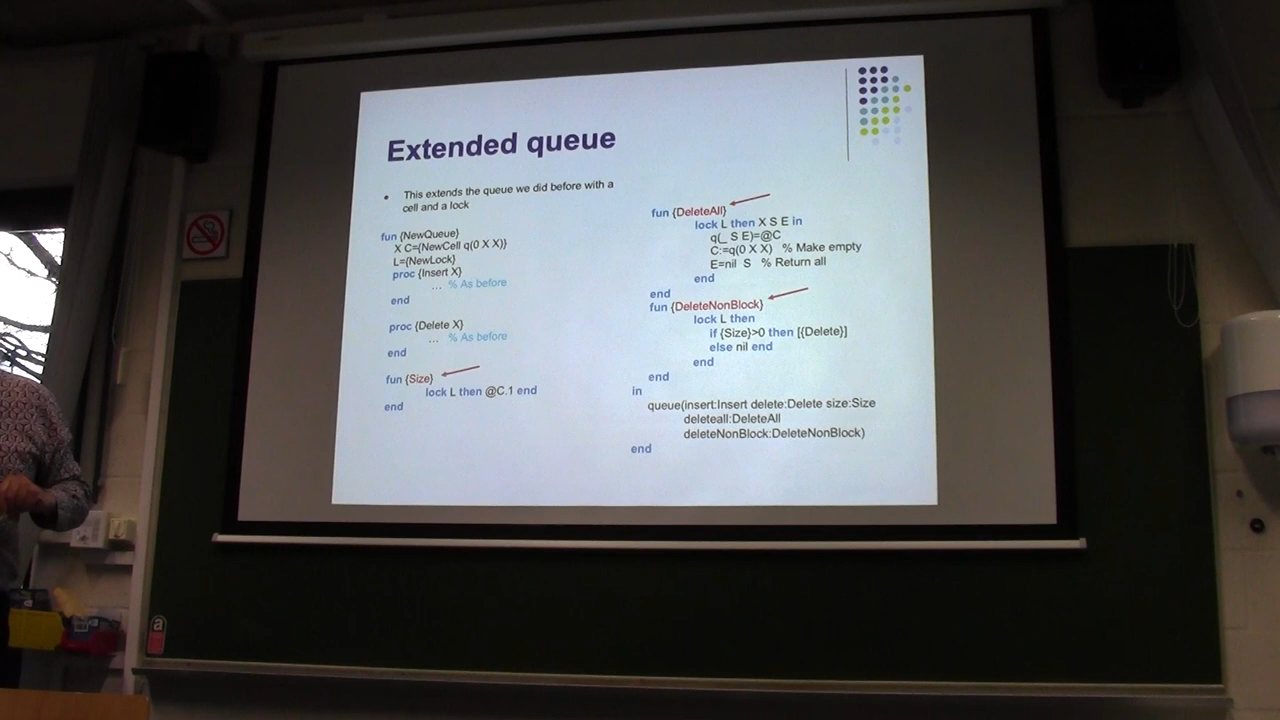 Extended queue
• This extends the queue we did before with a
cell and a lock
fun {NewQueue}
X C={NewCell q(0 X X)}
L={NewLock}
proc {Insert X}
... % As before
end
proc {Delete X}
... % As before
end
fun {Size}
lock L then @C.1 end
end
fun {DeleteAll}
lock L then X S E in
q(_ S E)=@C
C:=q(0 X X) % Make empty
E=nil S % Return all
end
end
fun {DeleteNonBlock}
lock L then
if {Size}>0 then [{Delete}]
else nil end
end
end
in
queue(insert:Insert delete:Delete size:Size
deleteall:DeleteAll
deleteNonBlock:DeleteNonBlock)
end
a